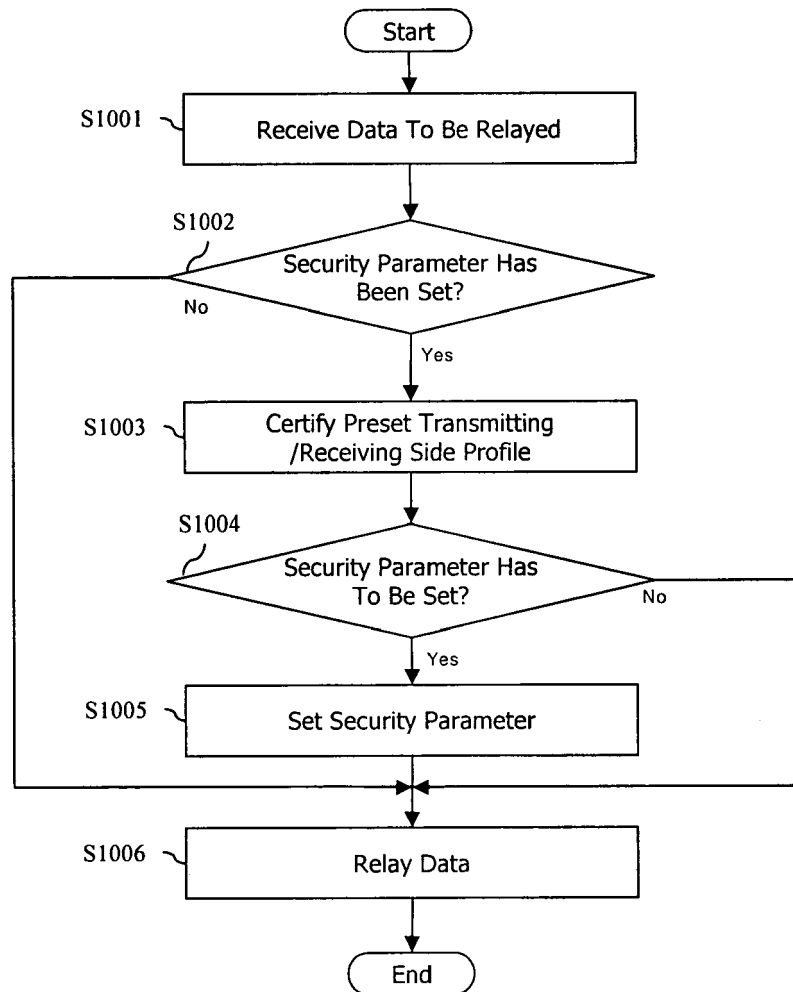 Start
S1001
Receive Data To Be Relayed
S1002
Security Parameter Has
Been Set?
No
Yes
S1003
Certify Preset Transmitting
/Receiving Side Profile
S1004
Security Parameter Has
To Be Set?
No
Yes
S1005
Set Security Parameter
S1006
Relay Data
End